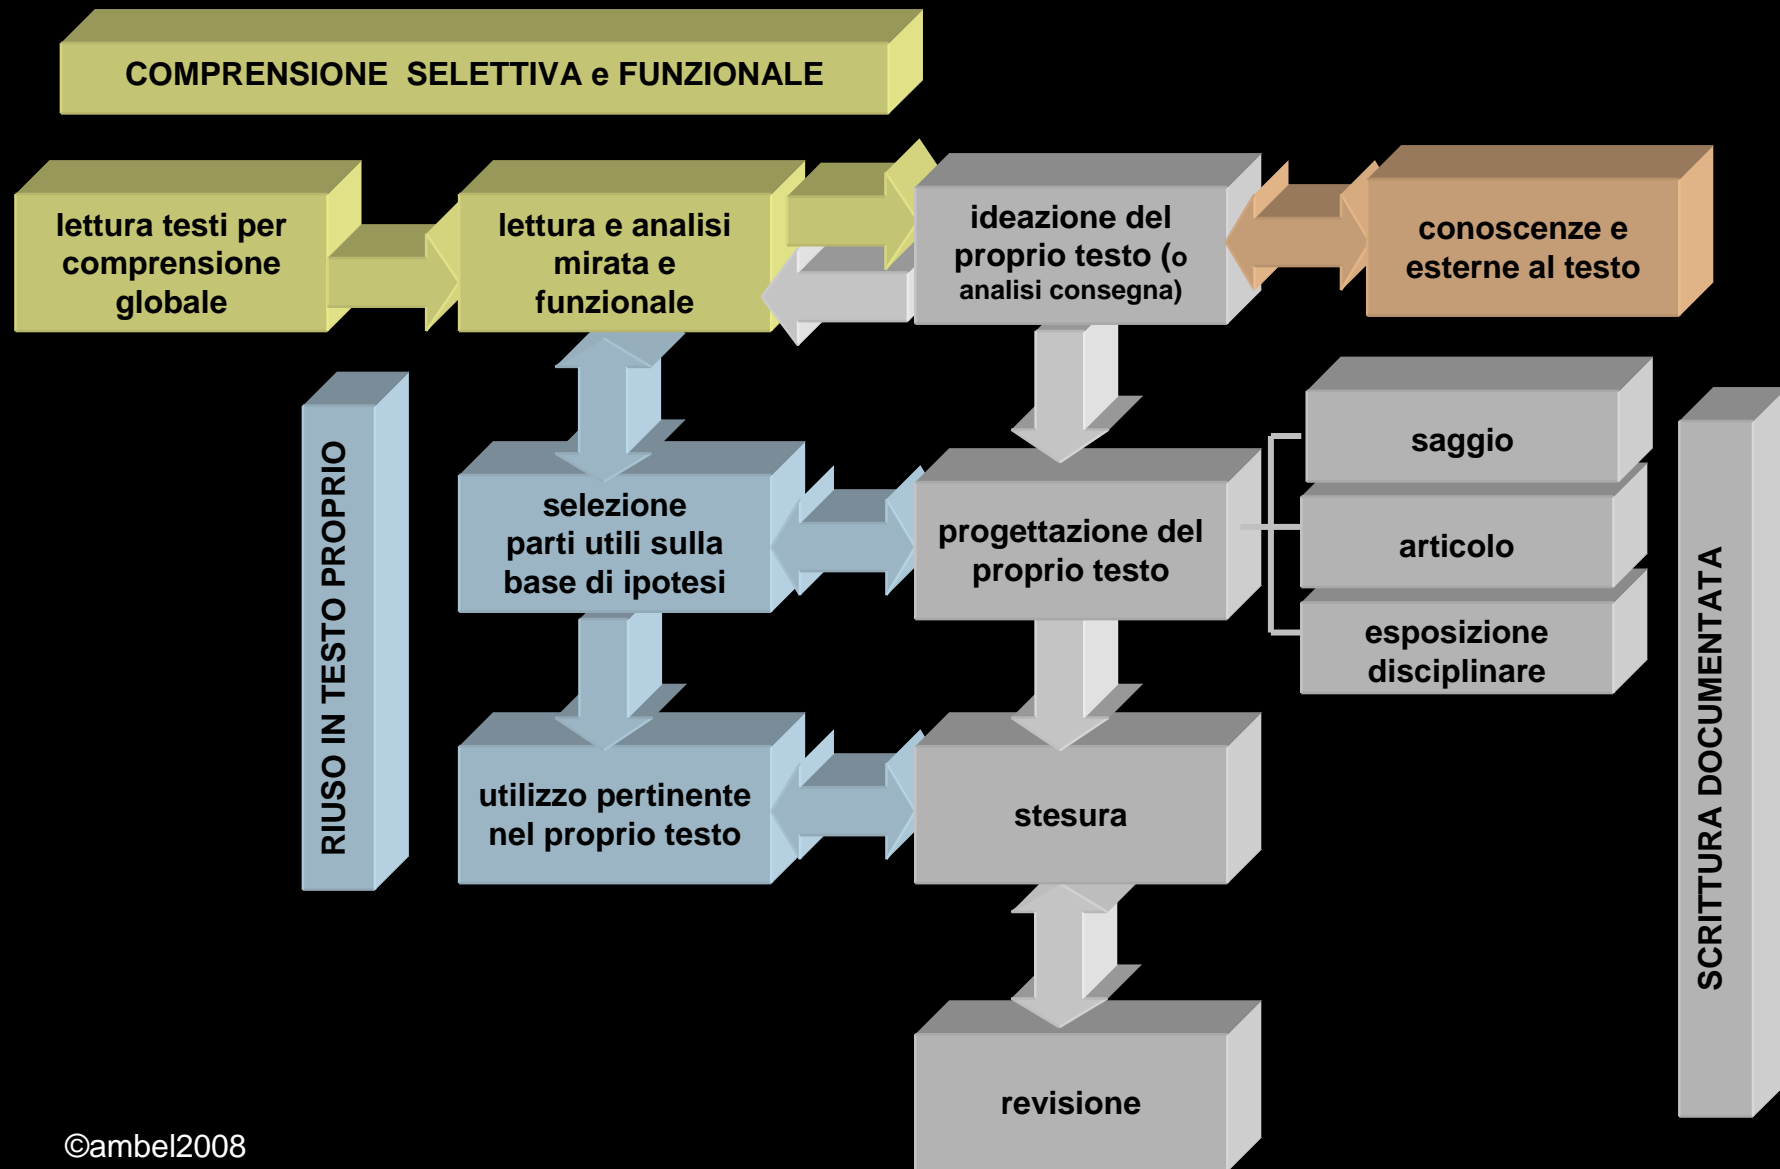 COMPRENSIONE SELETTIVA e FUNZIONALE
lettura testi per
comprensione
globale
lettura e analisi
mirata e
funzionale
ideazione del
proprio testo (o
analisi consegna)
conoscenze e
esterne al testo
RIUSO IN TESTO PROPRIO
selezione
parti utili sulla
base di ipotesi
progettazione del
proprio testo
saggio
articolo
esposizione
disciplinare
SCRITTURA DOCUMENTATA
utilizzo pertinente
nel proprio testo
stesura
revisione
©ambel2008